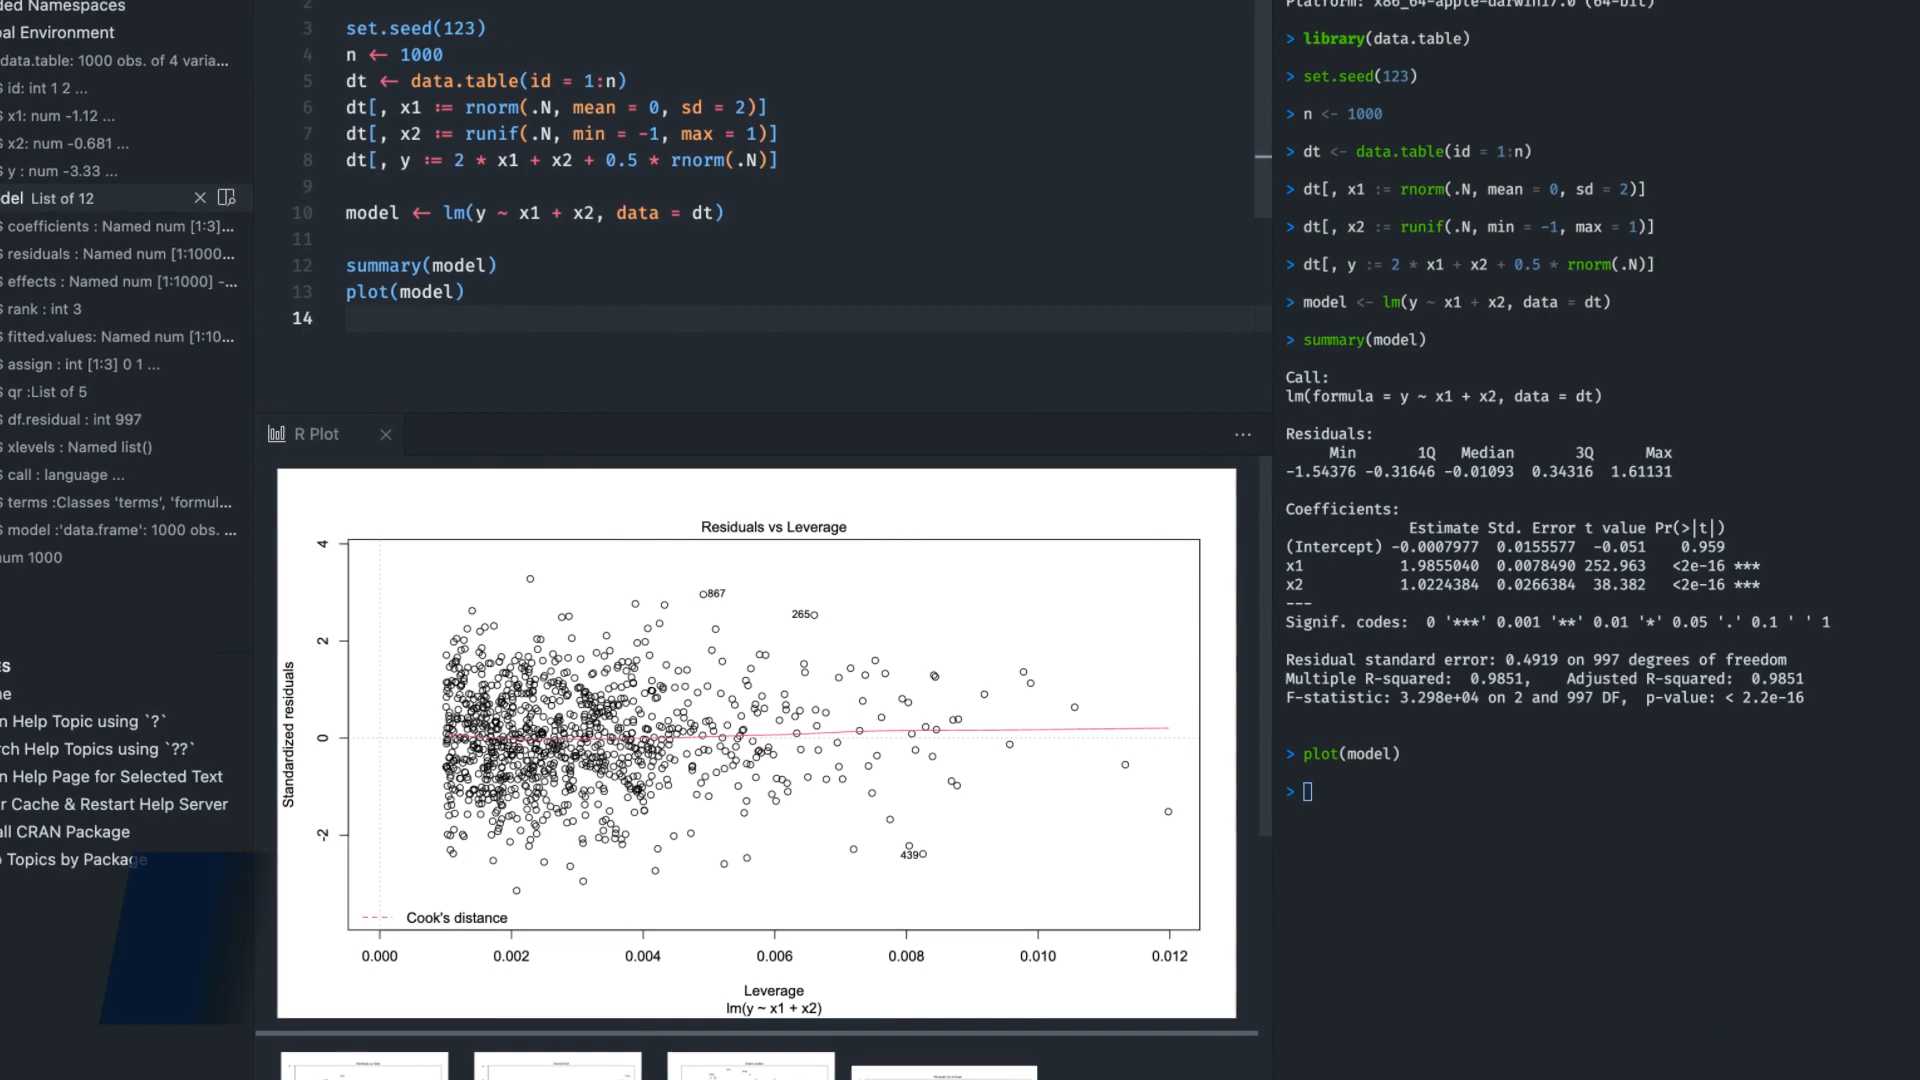 ded Namespaces
bal Environment
data.table: 1000 obs. of 4 varia...
$ id: int 1 2 ...
$ x1: num -1.12 ...
$ x2: num -0.681 ...
$ y : num -3.33 ...
del List of 12
$ coefficients : Named num [1:3]...
$ residuals : Named num [1:1000...
$ effects : Named num [1:1000] -...
$ rank : int 3
$ fitted.values: Named num [1:10...
$ assign : int [1:3] 0 1 ...
$ qr :List of 5
$ df.residual : int 997
$ xlevels : Named list()
$ call : language ...
$ terms :Classes 'terms', 'formul...
$ model :'data.frame': 1000 obs. ...
num 1000
ES
me
n Help Topic using `?`
rch Help Topics using `??`
n Help Page for Selected Text
r Cache & Restart Help Server
all CRAN Package
Topics by Package
2
3 set.seed(123)
4 n <- 1000
5 dt <- data.table(id = 1:n)
6 dt[, x1 := rnorm(.N, mean = 0, sd = 2)]
7 dt[, x2 := runif(.N, min = -1, max = 1)]
8 dt[, y := 2 * x1 + x2 + 0.5 * rnorm(.N)]
9
10 model <- lm(y ~ x1 + x2, data = dt)
11
12 summary(model)
13 plot(model)
14
R Plot
Residuals vs Leverage
Standardized residuals
4
2
0
-2
867
265
439
Cook's distance
0.000 0.002 0.004 0.006 0.008 0.010 0.012
Leverage
lm(y ~ x1 + x2)
Platform: x86_64-apple-darwin17.0 (64-bit)
> library(data.table)
> set.seed(123)
> n <- 1000
> dt <- data.table(id = 1:n)
> dt[, x1 := rnorm(.N, mean = 0, sd = 2)]
> dt[, x2 := runif(.N, min = -1, max = 1)]
> dt[, y := 2 * x1 + x2 + 0.5 * rnorm(.N)]
> model <- lm(y ~ x1 + x2, data = dt)
> summary(model)
Call:
lm(formula = y ~ x1 + x2, data = dt)
Residuals:
Min 1Q Median 3Q Max
-1.54376 -0.31646 -0.01093 0.34316 1.61131
Coefficients:
Estimate Std. Error t value Pr(>|t|)
(Intercept) -0.0007977 0.0155577 -0.051 0.959
x1 1.9855040 0.0078490 252.963 <2e-16 ***
x2 1.0224384 0.0266384 38.382 <2e-16 ***
---
Signif. codes: 0 '***' 0.001 '**' 0.01 '*' 0.05 '.' 0.1 ' ' 1
Residual standard error: 0.4919 on 997 degrees of freedom
Multiple R-squared: 0.9851, Adjusted R-squared: 0.9851
F-statistic: 3.298e+04 on 2 and 997 DF, p-value: < 2.2e-16
> plot(model)
>